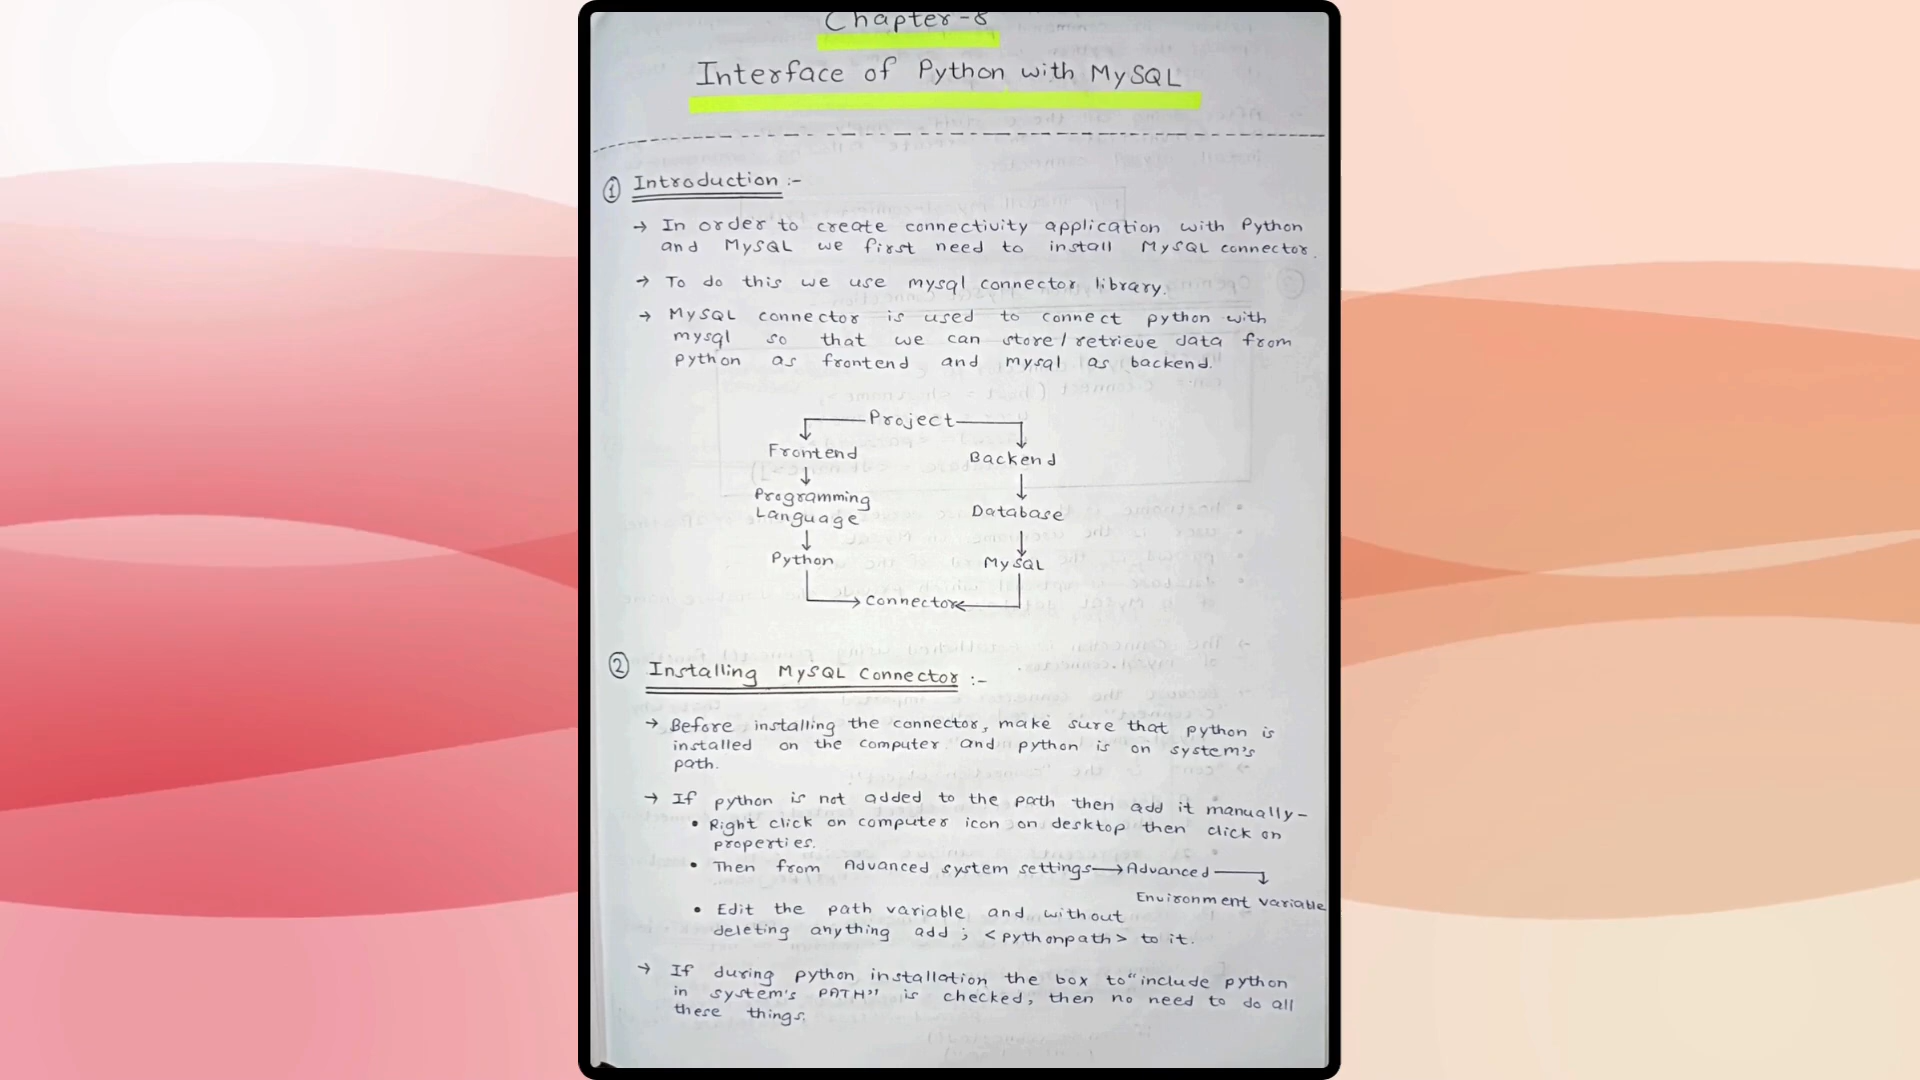 Chapter-8
Interface of Python with MySQL
① Introduction :-
→ In order to create connectivity application with Python
and MySQL we first need to install MySQL connector.
→ To do this we use mysql connector library.
→ MySQL connector is used to connect python with
mysql so that we can store/retrieve data from
python as frontend and mysql as backend.
Project
Frontend Backend
Programming
Language Database
Python MySQL
Connector
② Installing MySQL Connector :-
→ Before installing the connector, make sure that python is
installed on the computer and python is on system's
path.
→ If python is not added to the path then add it manually-
• Right click on computer icon on desktop then click on
properties.
• Then from Advanced system settings → Advanced
Environment variable
• Edit the path variable and without
deleting anything add ; <pythonpath> to it.
→ If during python installation the box to "include python
in system's PATH" is checked, then no need to do all
these things.